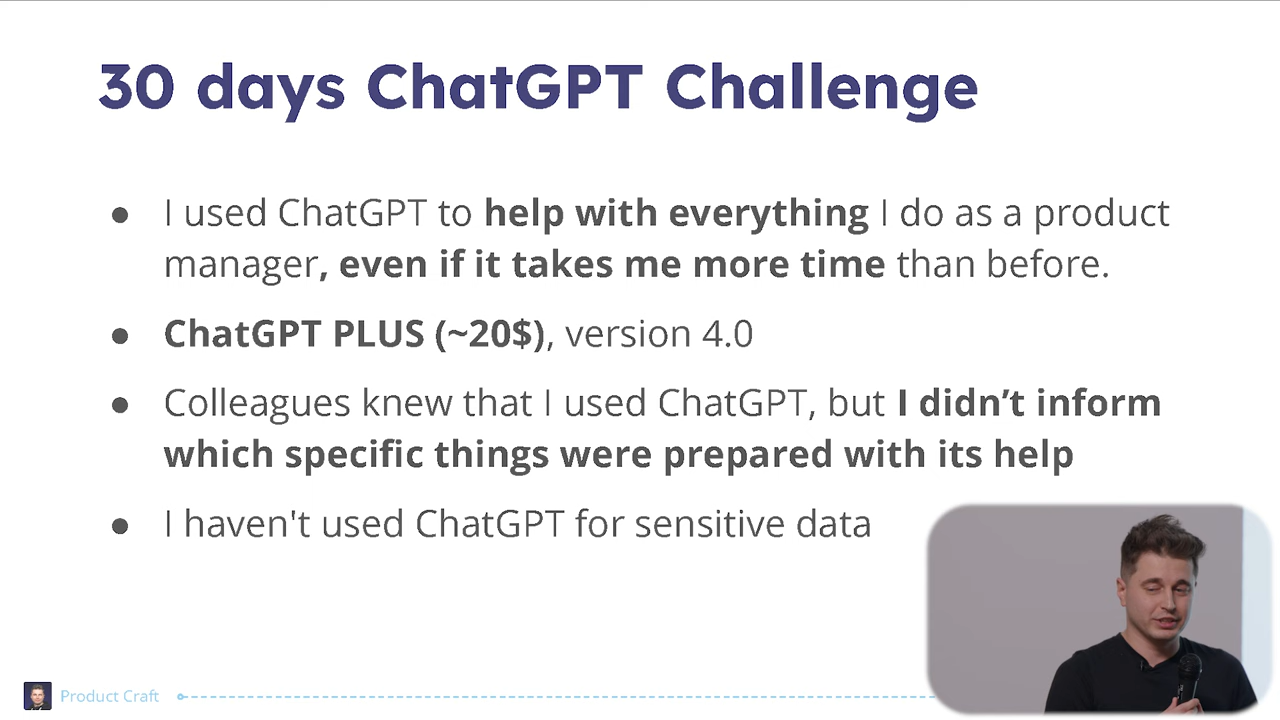 30 days ChatGPT Challenge
● I used ChatGPT to help with everything I do as a product
manager, even if it takes me more time than before.
● ChatGPT PLUS (~20$), version 4.0
● Colleagues knew that I used ChatGPT, but I didn’t inform
which specific things were prepared with its help
● I haven't used ChatGPT for sensitive data
Product Craft